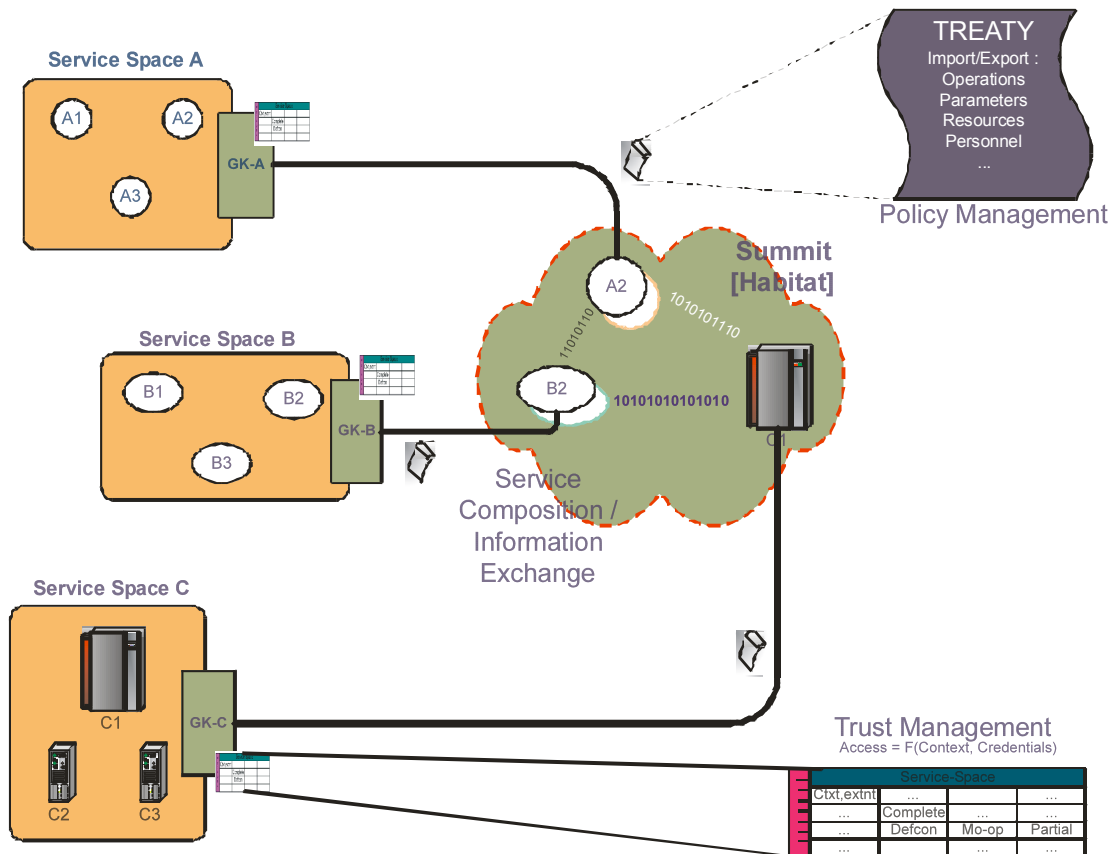 TREATY
Import/Export :
Operations
Parameters
Resources
Personnel
...
Policy Management
Service Space A
A1
A2
A3
GK-A
Summit
[Habitat]
A2
1010101110
11010110
B2
10101010101010
C1
Service Space B
B1
B2
B3
GK-B
Service
Composition /
Information
Exchange
Service Space C
C1
C2
C3
GK-C
Trust Management
Access = F(Context, Credentials)
Service-Space
Ctxt,extnt ... ...
... Complete ... ...
... Defcon Mo-op Partial
... ... ...